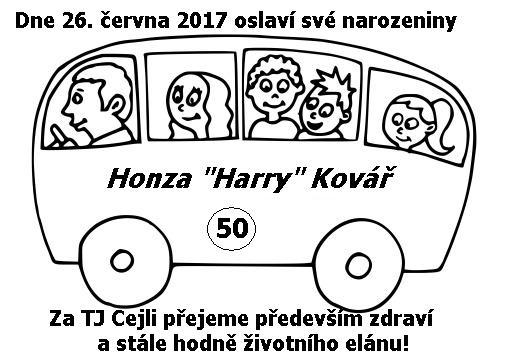 Dne 26. června 2017 oslaví své narozeniny
Honza "Harry" Kovář
50
Za TJ Cejli přejeme především zdraví
a stále hodně životního elánu!